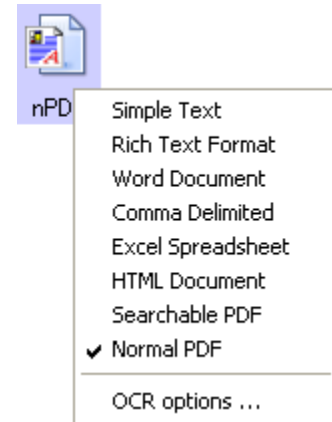 nPD
Simple Text
Rich Text Format
Word Document
Comma Delimited
Excel Spreadsheet
HTML Document
Searchable PDF
Normal PDF
OCR options ...